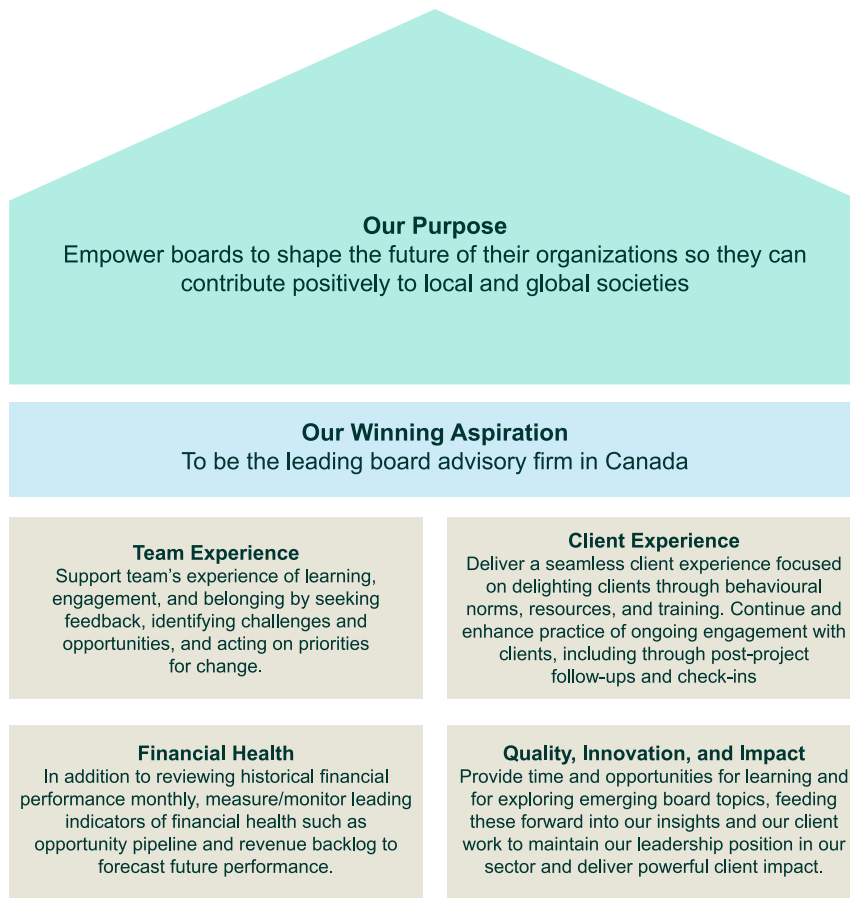 Our Purpose
Empower boards to shape the future of their organizations so they can
contribute positively to local and global societies
Our Winning Aspiration
To be the leading board advisory firm in Canada
Team Experience
Support team's experience of learning,
engagement, and belonging by seeking
feedback, identifying challenges and
opportunities, and acting on priorities
for change.
Client Experience
Deliver a seamless client experience focused
on delighting clients through behavioural
norms, resources, and training. Continue and
enhance practice of ongoing engagement with
clients, including through post-project
follow-ups and check-ins
Financial Health
In addition to reviewing historical financial
performance monthly, measure/monitor leading
indicators of financial health such as
opportunity pipeline and revenue backlog to
forecast future performance.
Quality, Innovation, and Impact
Provide time and opportunities for learning and
for exploring emerging board topics, feeding
these forward into our insights and our client
work to maintain our leadership position in our
sector and deliver powerful client impact.